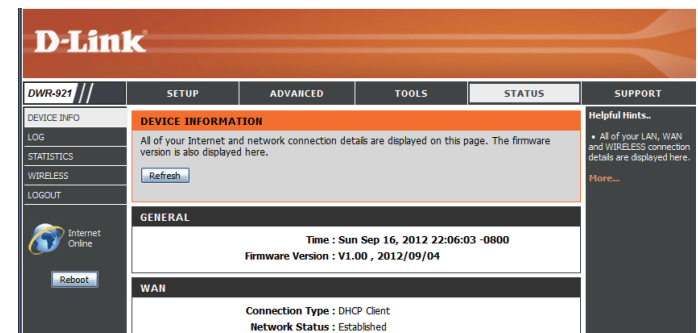 D-Link
DWR-921
SETUP
ADVANCED
TOOLS
STATUS
SUPPORT
DEVICE INFO
LOG
STATISTICS
WIRELESS
LOGOUT
Internet
Online
Reboot
DEVICE INFORMATION
All of your Internet and network connection details are displayed on this page. The firmware
version is also displayed here.
Refresh
GENERAL
Time : Sun Sep 16, 2012 22:06:03 -0800
Firmware Version : V1.00 , 2012/09/04
WAN
Connection Type : DHCP Client
Network Status : Established
Helpful Hints..
• All of your LAN, WAN
and WIRELESS connection
details are displayed here.
More...